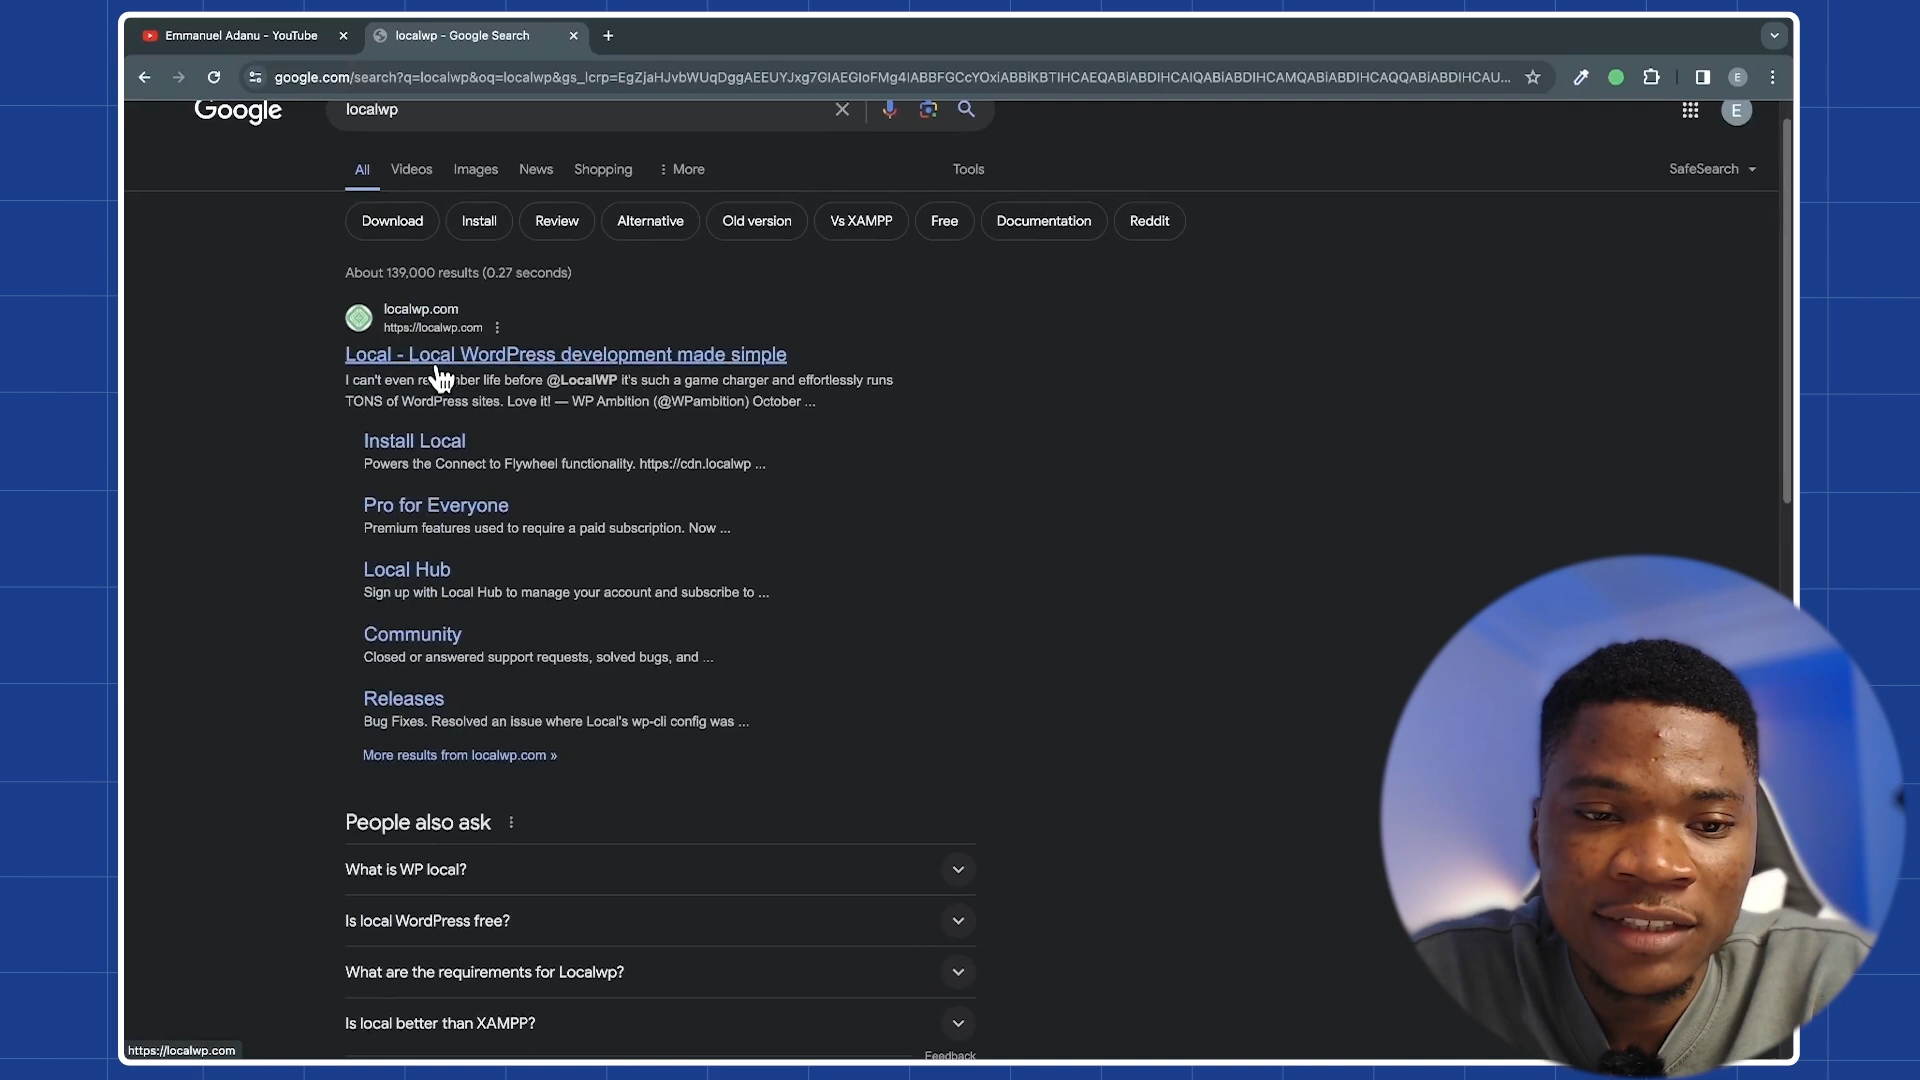 Emmanuel Adanu - YouTube
localwp - Google Search
google.com/search?q=localwp&oq=localwp&gs_lcrp=
E
Google
localwp
E
All Videos Images News Shopping More Tools SafeSearch
Download Install Review Alternative Old version Vs XAMPP Free Documentation Reddit
About 139,000 results (0.27 seconds)
localwp.com
https://localwp.com
Local - Local WordPress development made simple
I can't even life before @LocalWP it's such a game charger and effortlessly runs
TONS of WordPress sites. Love it! — WP Ambition (@WPambition) October ...
Install Local
Powers the Connect to Flywheel functionality. https://cdn.localwp ...
Pro for Everyone
Premium features used to require a paid subscription. Now ...
Local Hub
Sign up with Local Hub to manage your account and subscribe to ...
Community
Closed or answered support requests, solved bugs, and ...
Releases
Bug Fixes. Resolved an issue where Local's wp-cli config was ...
More results from localwp.com »
People also ask
What is WP local?
Is local WordPress free?
What are the requirements for Localwp?
Is local better than XAMPP?
Feedback
https://localwp.com